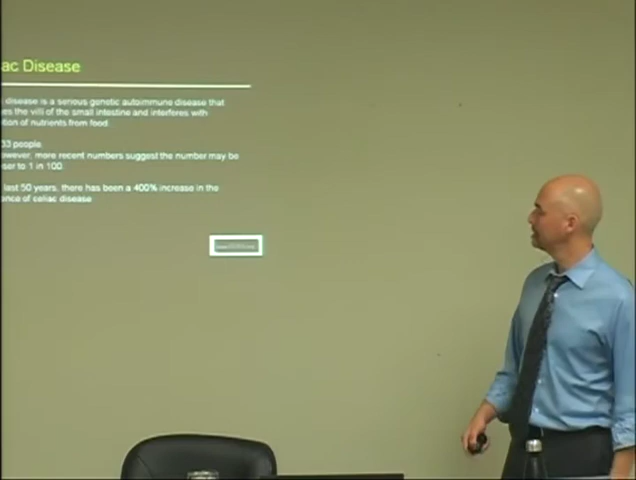 ac Disease
disease is a serious genetic autoimmune disease that
es the villi of the small intestine and interferes with
tion of nutrients from food.
33 people.
owever, more recent numbers suggest the number may be
ser to 1 in 100.
last 50 years, there has been a 400% increase in the
ence of celiac disease